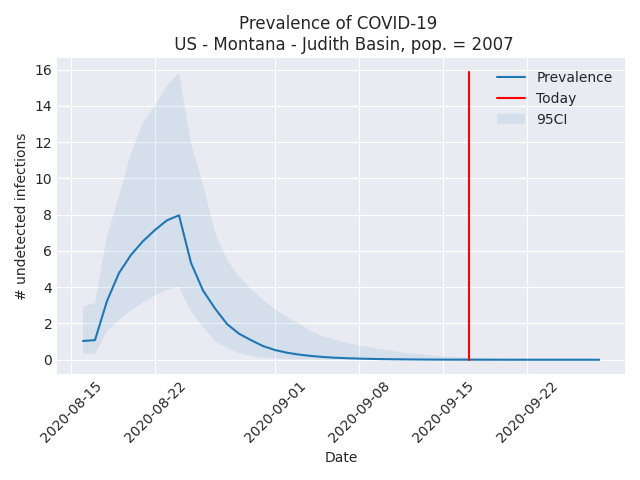 Prevalence of COVID-19
US - Montana - Judith Basin, pop. = 2007
Prevalence
Today
95CI
# undetected infections
16
14
12
10
8
6
4
2
0
2020-08-15
2020-08-22
2020-09-01
2020-09-08
2020-09-15
2020-09-22
Date